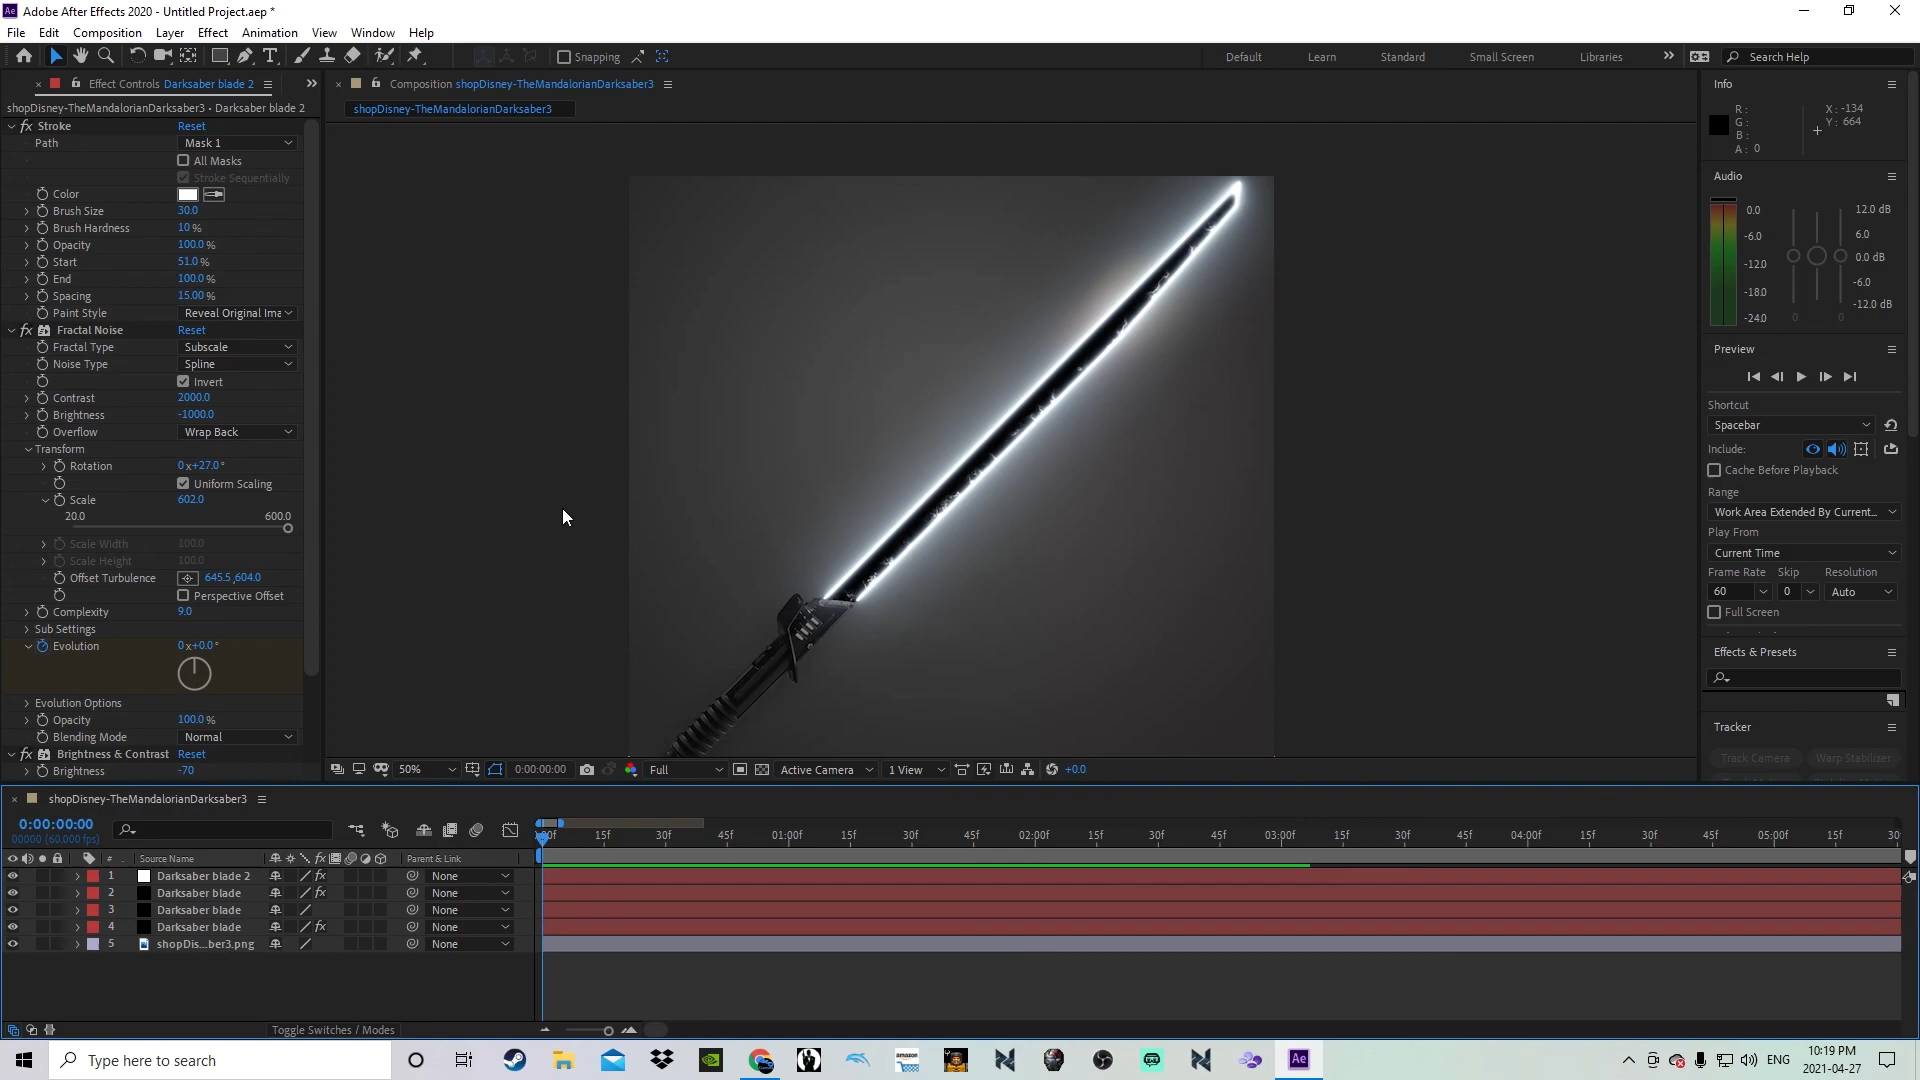 Adobe After Effects 2020 - Untitled Project.aep *
File Edit Composition Layer Effect Animation View Window Help
Snapping
Default Learn Standard Small Screen Libraries
Search Help
Effect Controls Darksaber blade 2
shopDisney-TheMandalorianDarksaber3 • Darksaber blade 2
Stroke Reset
Path Mask 1
All Masks
Stroke Sequentially
Color
Brush Size 30.0
Brush Hardness 10 %
Opacity 100.0 %
Start 51.0 %
End 100.0 %
Spacing 15.00 %
Paint Style Reveal Original Ima
Fractal Noise Reset
Fractal Type Subscale
Noise Type Spline
Invert
Contrast 2000.0
Brightness -1000.0
Overflow Wrap Back
Transform
Rotation 0 x+27.0 °
Uniform Scaling
Scale 602.0
20.0 600.0
Scale Width 100.0
Scale Height 100.0
Offset Turbulence 645.5 ,604.0
Perspective Offset
Complexity 9.0
Sub Settings
Evolution 0 x+0.0 °
Evolution Options
Opacity 100.0 %
Blending Mode Normal
Brightness & Contrast Reset
Brightness -70
Composition shopDisney-TheMandalorianDarksaber3
shopDisney-TheMandalorianDarksaber3
50% 0:00:00:00 Full Active Camera 1 View +0.0
Info
R :
G :
B :
A : 0
X : -134
Y : 664
Audio
0.0
-6.0
-12.0
-18.0
-24.0
12.0 dB
6.0
0.0 dB
-6.0
-12.0 dB
0 0
Preview
Shortcut
Spacebar
Include:
Cache Before Playback
Range
Work Area Extended By Current...
Play From
Current Time
Frame Rate Skip Resolution
60 0 Auto
Full Screen
Effects & Presets
Tracker
Track Camera Warp Stabilizer
shopDisney-TheMandalorianDarksaber3
0:00:00:00
00000 (60.000 fps)
:00f 15f 30f 45f 01:00f 15f 30f 45f 02:00f 15f 30f 45f 03:00f 15f 30f 45f 04:00f 15f 30f 45f 05:00f 15f 30
# Source Name fx Parent & Link
1 Darksaber blade 2 fx None
2 Darksaber blade fx None
3 Darksaber blade None
4 Darksaber blade fx None
5 shopDis...ber3.png None
Toggle Switches / Modes
Type here to search
amazon
Ae
ENG
10:19 PM
2021-04-27